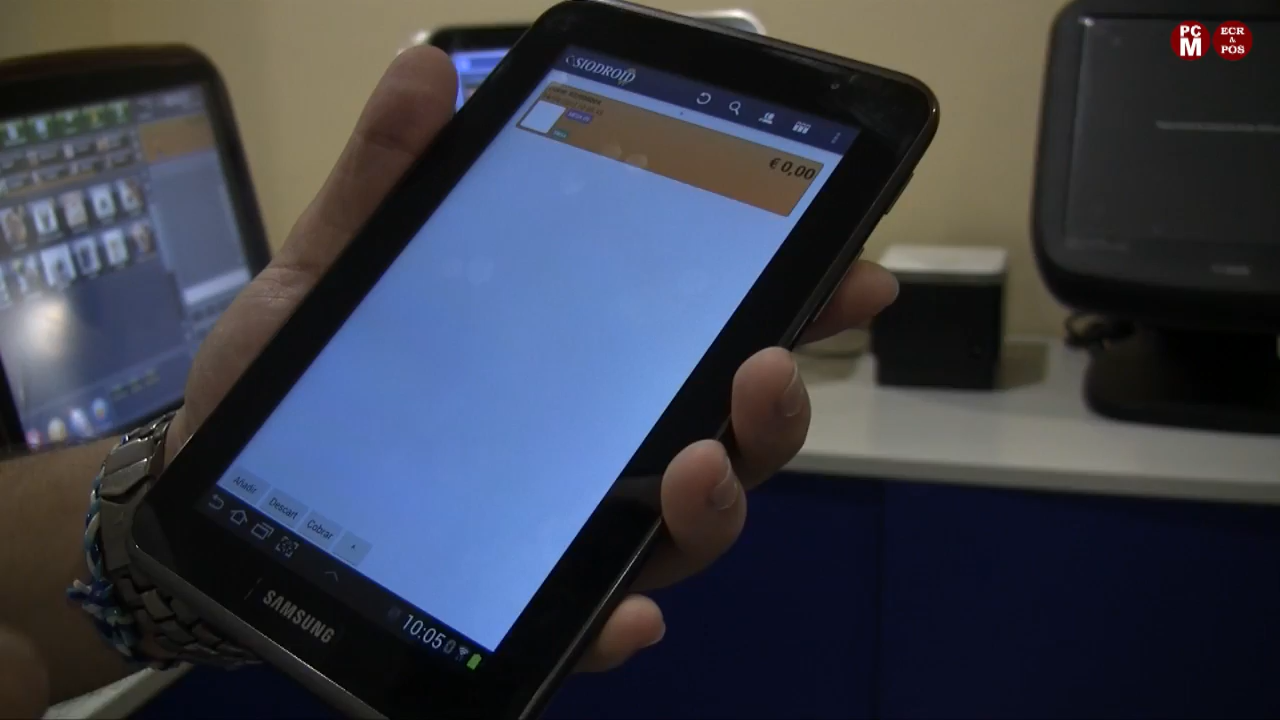 PC
M
ECR
&
POS
SIODROID
€ 0,00
Añadir
Descart
Cobrar
SAMSUNG
10:05